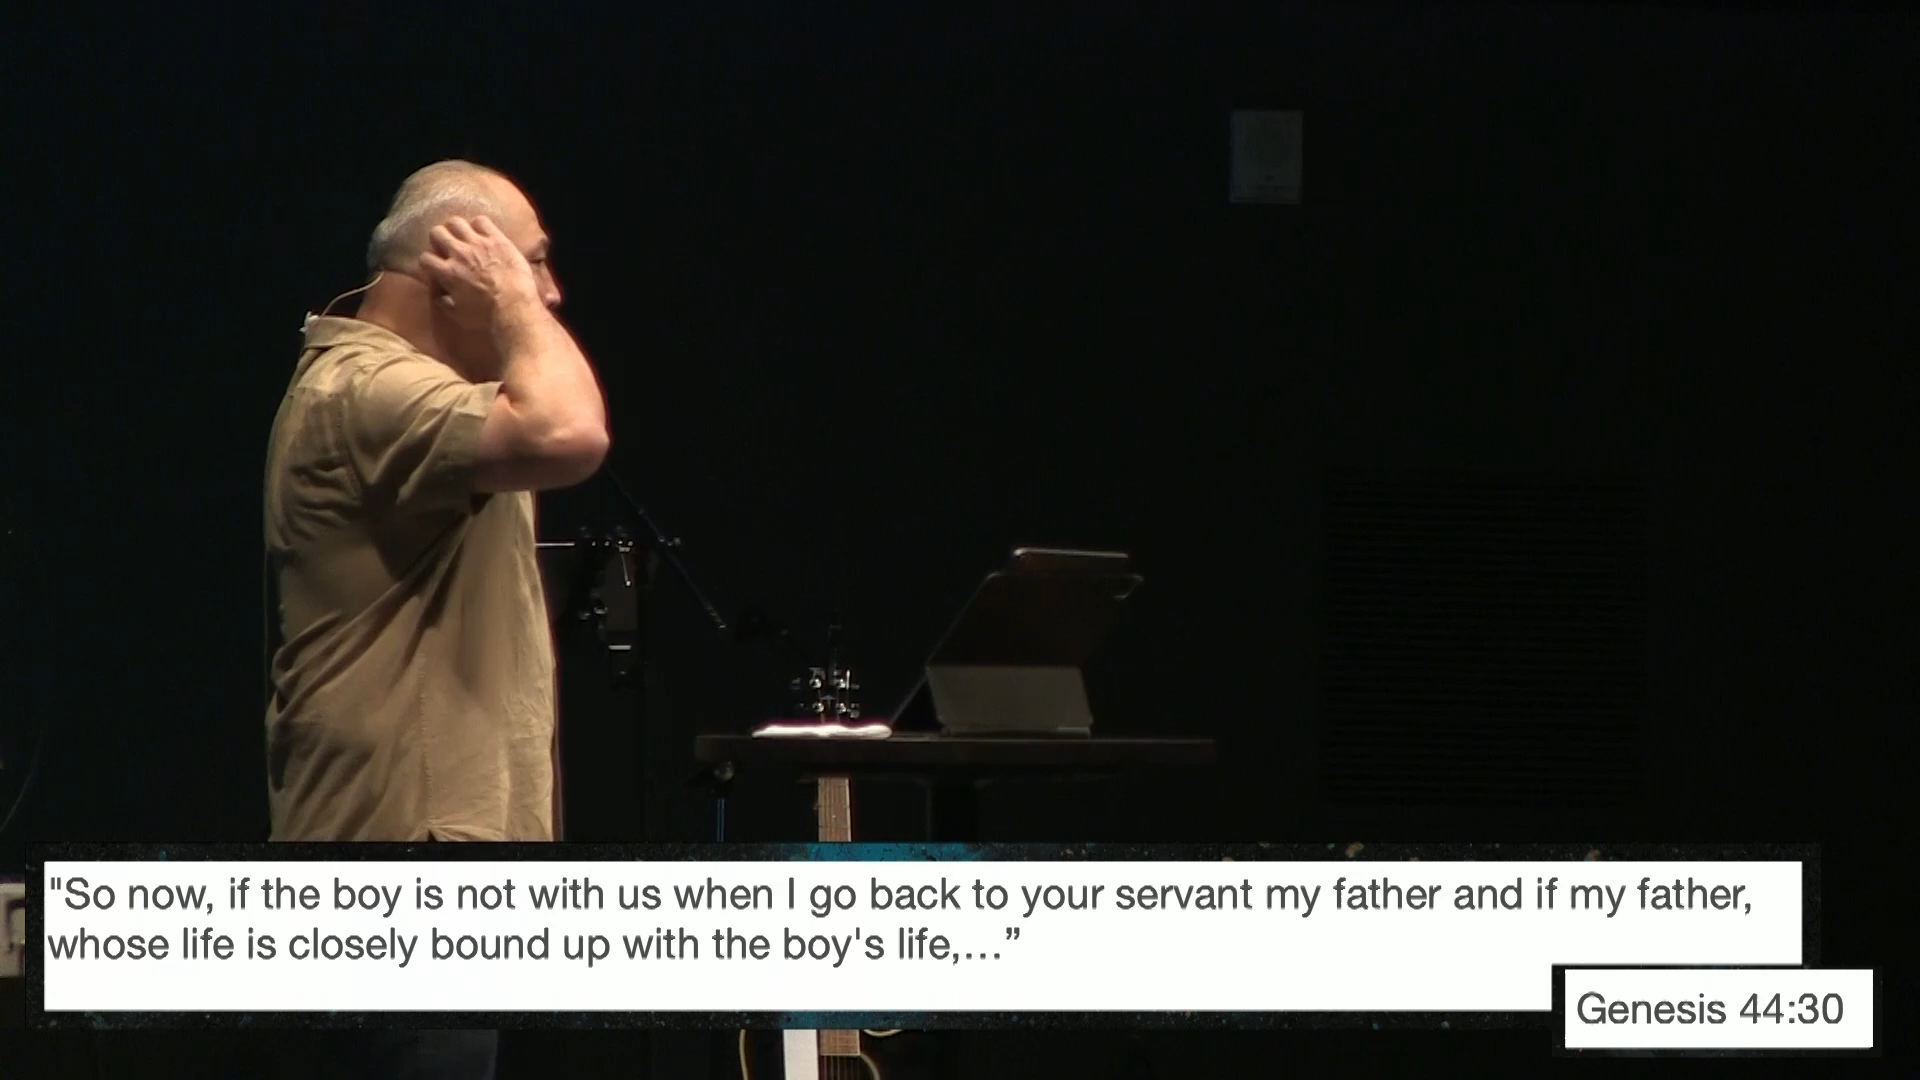 "So now, if the boy is not with us when I go back to your servant my father and if my father,
whose life is closely bound up with the boy's life,…”
Genesis 44:30